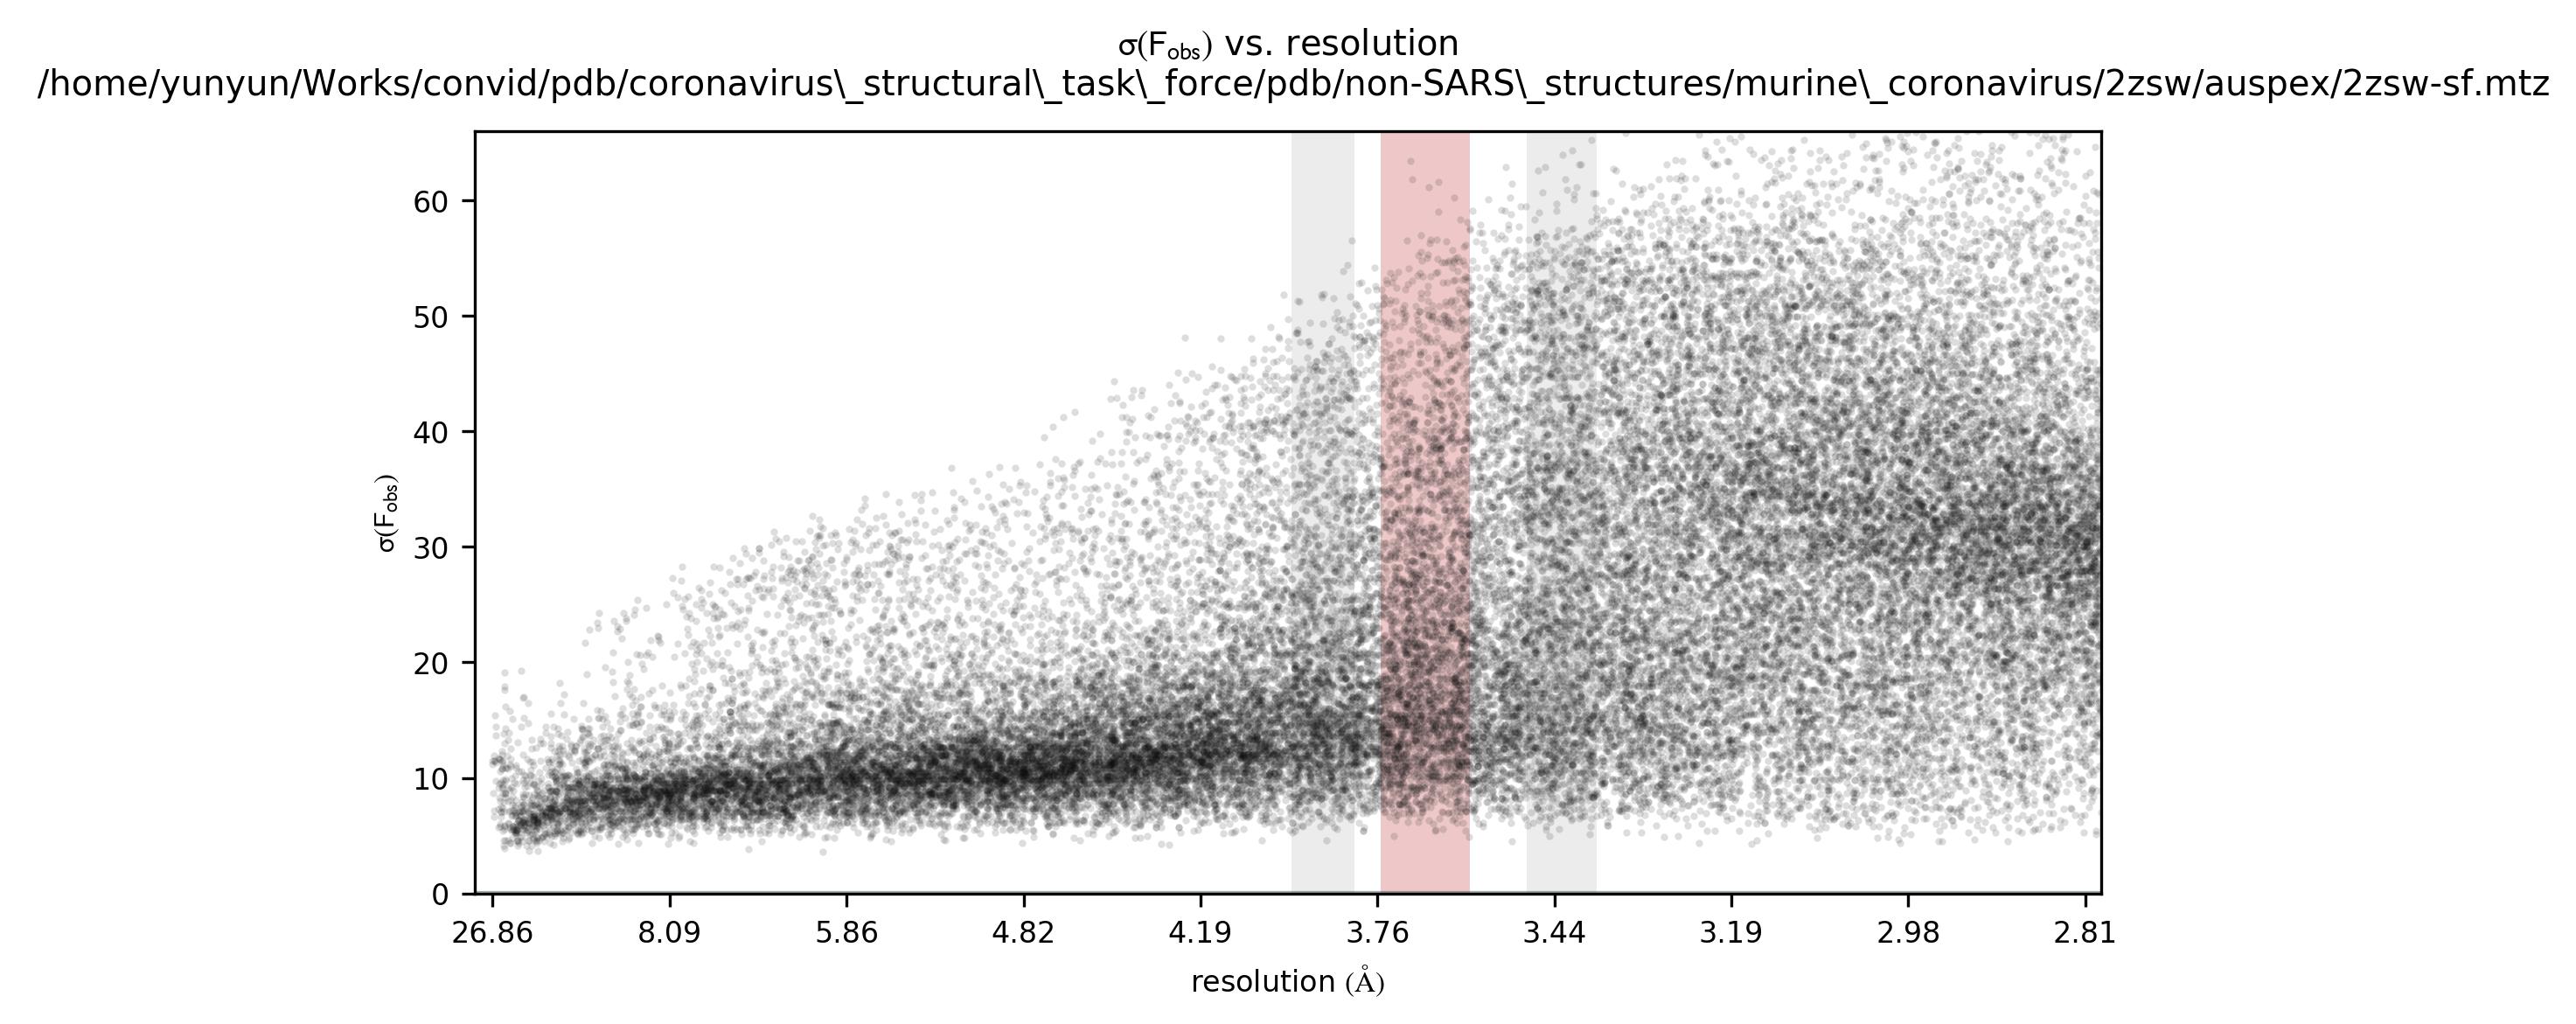 σ(Fobs) vs. resolution
/home/yunyun/Works/convid/pdb/coronavirus\_structural\_task\_force/pdb/non-SARS\_structures/murine\_coronavirus/2zsw/auspex/2zsw-sf.mtz
60
50
40
30
20
10
0
σ(Fobs)
26.86 8.09 5.86 4.82 4.19 3.76 3.44 3.19 2.98 2.81
resolution (Å)